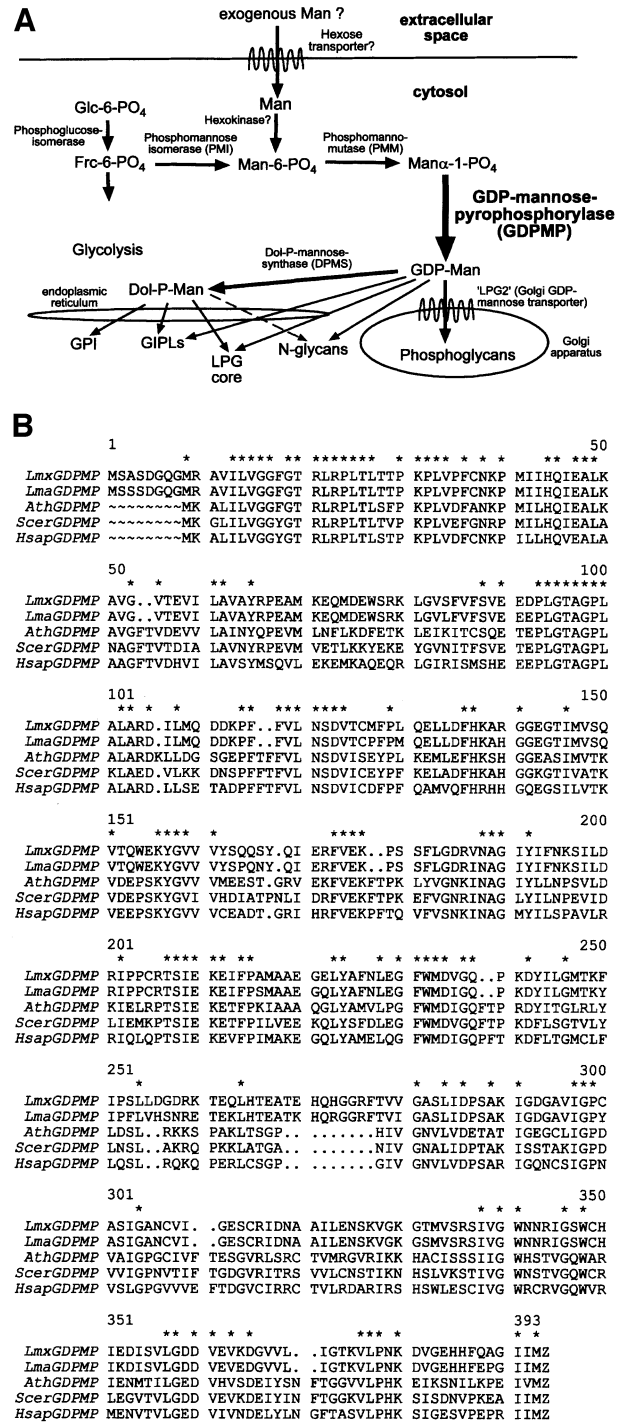 A
exogenous Man ?
extracellular
space
Hexose
transporter?
cytosol
Man
Hexokinase?
Glc-6-PO4
Phosphoglucose-
isomerase
Phosphomannose
isomerase (PMI)
Phosphomanno-
mutase (PMM)
Frc-6-PO4
Man-6-PO4
Manα-1-PO4
GDP-mannose-
pyrophosphorylase
(GDPMP)
Glycolysis
Dol-P-mannose-
synthase (DPMS)
GDP-Man
endoplasmic
reticulum
Dol-P-Man
'LPG2' (Golgi GDP-
mannose transporter)
GPI
GIPLs
LPG
core
N-glycans
Phosphoglycans
Golgi
apparatus
B
1 50
LmxGDPMP MSASDGQGMR AVILVGGFGT RLRPLTLTTP KPLVPFCNKP MIIHQIEALK
LmaGDPMP MSSSDGQGMR AVILVGGFGT RLRPLTLTTP KPLVPFCNKP MIIHQIEALK
AthGDPMP ~~~~~~~~MK ALILVGGFGT RLRPLTLSFP KPLVDFANKP MILHQIEALK
ScerGDPMP ~~~~~~~~MK GLILVGGYGT RLRPLTLTVP KPLVEFGNRP MILHQIEALA
HsapGDPMP ~~~~~~~~MK ALILVGGYGT RLRPLTLSTP KPLVDFCNKP ILLHQVEALA
50 100
LmxGDPMP AVG..VTEVI LAVAYRPEAM KEQMDEWSRK LGVSFVFSVE EDPLGTAGPL
LmaGDPMP AVG..VTEVI LAVAYRPEAM KEQMDEWSRK LGVLFVFSVE EEPLGTAGPL
AthGDPMP AVGFTVDEVV LAINYQPEVM LNFLKDFETK LEIKITCSQE TEPLGTAGPL
ScerGDPMP NAGFTVTDIA LAVNYRPEVM VETLKKYEKE YGVNITFSVE EEPLGTAGPL
HsapGDPMP AAGFTVDHVI LAVSYMSQVL EKEMKAQEQR LGIRISMSHE EEPLGTAGPL
101 150
LmxGDPMP ALARD.ILMQ DDKPF..FVL NSDVTCMFPL QELLDFHKAR GGEGTIMVSQ
LmaGDPMP ALARD.ILMQ DDKPF..FVL NSDVTCPFPM QELLDFHKAH GGEGTIMVSQ
AthGDPMP ALARDKLLDG SGEPFTFFVL NSDVISEYPL KEMLEFHKSH GGEASIMVTK
ScerGDPMP KLAED.VLKK DNSPFFVL NSDVICEYPF KELADFHKAH GGKGTIVATK
HsapGDPMP ALARD.LLSE TADPFFTFVL NSDVICDFPF QAMVQFHRHH GQEGSILVTK
151 200
LmxGDPMP VTQWEKYGVV VYSQQSY.QI ERFVEK..PS SFLGDRVNAG IYIFNKSILD
LmaGDPMP VTQWEKYGVV VYSPQNY.QI ERFVEK..PS SFLGDRINAG IYIFNKSILD
AthGDPMP VDEPSKYGVV VMEEST.GRV EKFVEKFTPK LYVGNKINAG IYLLNPSVLD
ScerGDPMP VDEPSKYGVI VHDIATPNLI DRFVEKPKEF VGNRINAG LYILNPEVID
HsapGDPMP VEEPSKYGVV VCEADT.GRI HRFVEKPFTQ VFVSNKINAG MYILSPAVLR
201 250
LmxGDPMP RIPPCRTSIE KEIFPAMAAE GELYAFNLEG FWMDVGQ..P KDYILGMTKF
LmaGDPMP RIPPCRTSIE KEIFPSMAAE GQLYAFNLEG FWMDIGQ..P KDYILGMTKY
AthGDPMP KIELRPTSIE KETFPKIAAA QGLYAMVLPG FWMDIGQFTP RDYITGLRLY
ScerGDPMP LIEMKPTSIE KETFPILVEE KQLYSFDLEG FWMDVGQFTP KDFLSGTVLY
HsapGDPMP RIQLQPTSIE KEVFPIMAKE GQLYAMELQG FWMDIGQPFT KDFLTGMCLF
251 300
LmxGDPMP IPSLLDGDRK TEQLHTEATE HQHGGRFTVV GASLIDPSAK IGDGAVIGPC
LmaGDPMP IPFLVHSNRE TEKLHTEATK HQRGGRFTVI GASLIDPSAK IGDGAVIGPY
AthGDPMP LDSL..RKKS PAKLTSGP.. .......HIV GNVLVDETAT IGEGCLIGPD
ScerGDPMP LNSL..AKRQ PKKLATGA.. .......NIV GNALIDPTAK ISSTAKIGPD
HsapGDPMP LQSL..RQKQ PERLCSGP.. .......GIV GNVLVDPSAR IGQNCSIGPN
301 350
LmxGDPMP ASIGANCVI. .GESCRIDNA AILENSKVGK GTMVSRSIVG WNNRIGSWCH
LmaGDPMP ASIGANCVI. .GESCRIDNA AILENSKVGK GSMVSRSIVG WNNRIGSWCH
AthGDPMP VAIGPGCIVF TESGVRLSRC TVMRGVRIKK HACISSSIIG WHSTVGQWAR
ScerGDPMP VVIGPNVTIF TGDGVRITRS VVLCNSTIKN HSLVKSTIVG WNSTVGQWCR
HsapGDPMP VSLGPGVVVE FTDGVCIRRC TVLRDARIRS HSWLESCIVG WRCRVGQWVR
351 393
LmxGDPMP IEDISVLGDD VEVKDGVVL. .IGTKVLPNK DVGEHHFQAG IIMZ
LmaGDPMP IKDISVLGDD VEVEDGVVL. .IGTKVLPNK DVGEHHFEPG IIMZ
AthGDPMP IENMTILGED VHVSDEIYSN FTGGVVLPHK EIKSNILKPE IVMZ
ScerGDPMP LEGVTVLGDD VEVKDEIYIN FTGGKVLPHK SISDNVPKEA IIMZ
HsapGDPMP MENVTVLGED VIVNDELYLN GFTASVLPHK SIGESVPEPR IIMZ